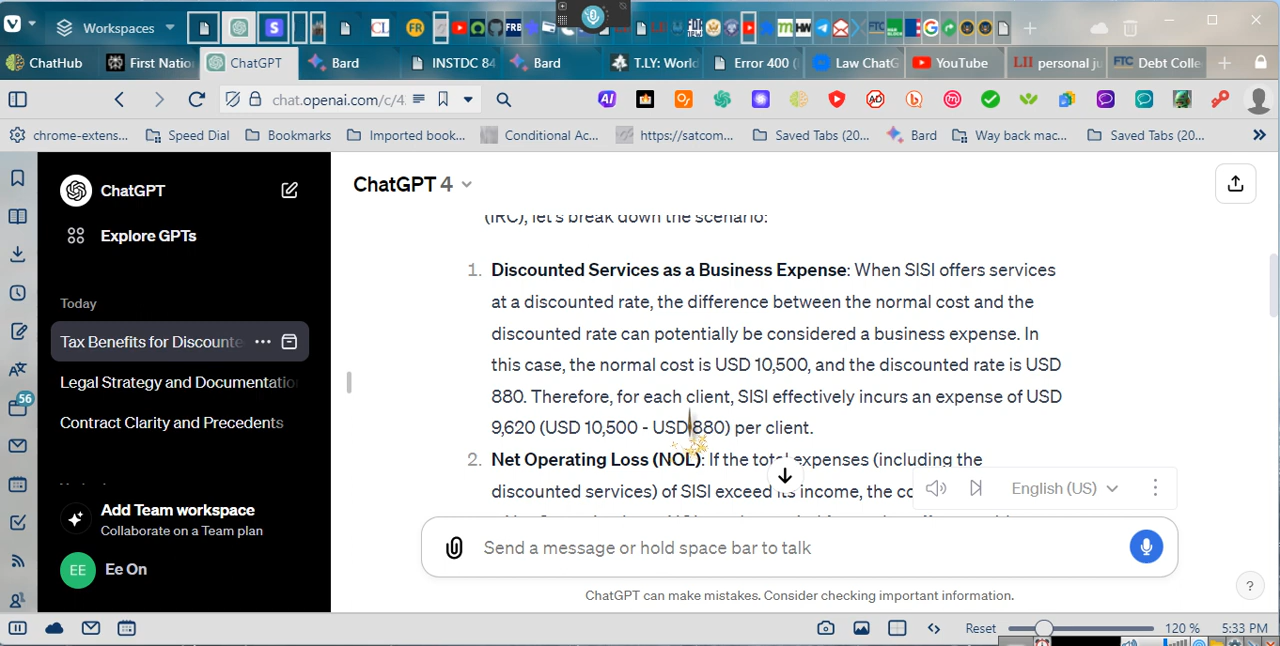 Workspaces
CL
FR
FRB
HW
FTC
ChatHub
First Natio
ChatGPT
Bard
INSTDC 84
Bard
T.LY: World
Error 400 (
Law ChatG
YouTube
LII personal ju
FTC Debt Colle
chat.openai.com/c/4
chrome-extens...
Speed Dial
Bookmarks
Imported book...
Conditional Ac...
https://satcom...
Saved Tabs (20...
Bard
Way back mac...
Saved Tabs (20...
ChatGPT
Explore GPTs
Today
Tax Benefits for Discounte
Legal Strategy and Documentatio
Contract Clarity and Precedents
Add Team workspace
Collaborate on a Team plan
EE
Ee On
56
ChatGPT 4
(IRC), let's break down the scenario:
1. Discounted Services as a Business Expense: When SISI offers services
at a discounted rate, the difference between the normal cost and the
discounted rate can potentially be considered a business expense. In
this case, the normal cost is USD 10,500, and the discounted rate is USD
880. Therefore, for each client, SISI effectively incurs an expense of USD
9,620 (USD 10,500 - USD 880) per client.
2. Net Operating Loss (NOL): If the total expenses (including the
discounted services) of SISI exceed its income, the co
English (US)
Send a message or hold space bar to talk
ChatGPT can make mistakes. Consider checking important information.
?
Reset
120 %
5:33 PM